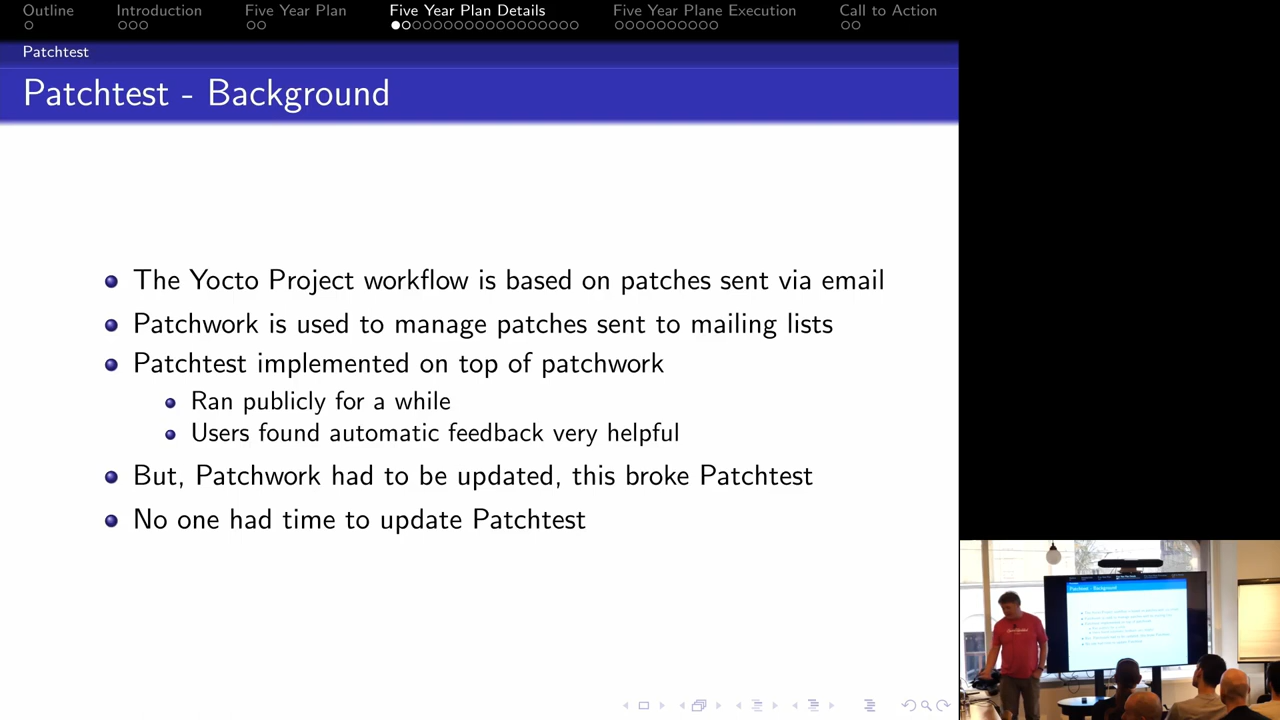 Outline
Introduction
Five Year Plan
Five Year Plan Details
Five Year Plane Execution
Call to Action
Patchtest
Patchtest - Background
The Yocto Project workflow is based on patches sent via email
Patchwork is used to manage patches sent to mailing lists
Patchtest implemented on top of patchwork
Ran publicly for a while
Users found automatic feedback very helpful
But, Patchwork had to be updated, this broke Patchtest
No one had time to update Patchtest
Patchtest - Background